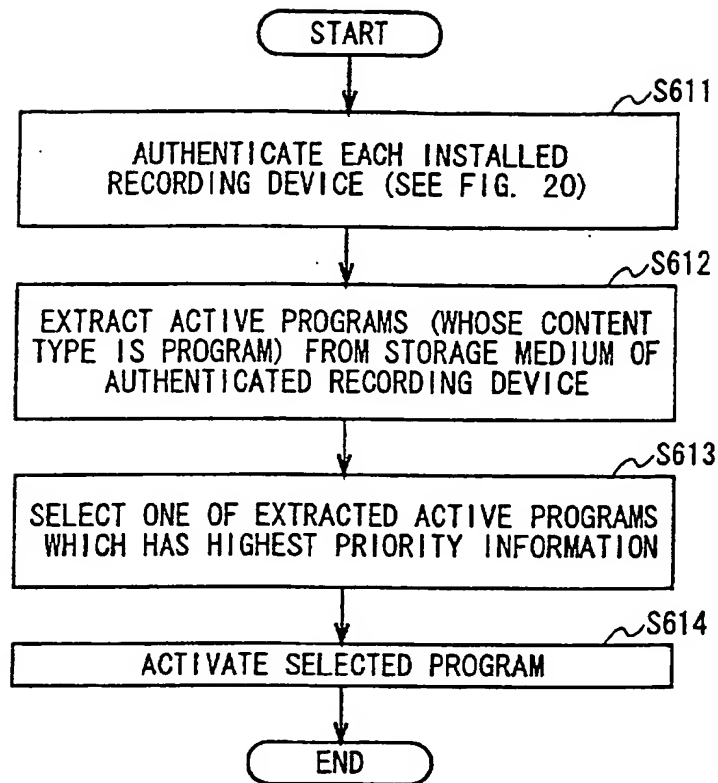 START
S611
AUTHENTICATE EACH INSTALLED
RECORDING DEVICE (SEE FIG. 20)
S612
EXTRACT ACTIVE PROGRAMS (WHOSE CONTENT
TYPE IS PROGRAM) FROM STORAGE MEDIUM OF
AUTHENTICATED RECORDING DEVICE
S613
SELECT ONE OF EXTRACTED ACTIVE PROGRAMS
WHICH HAS HIGHEST PRIORITY INFORMATION
S614
ACTIVATE SELECTED PROGRAM
END